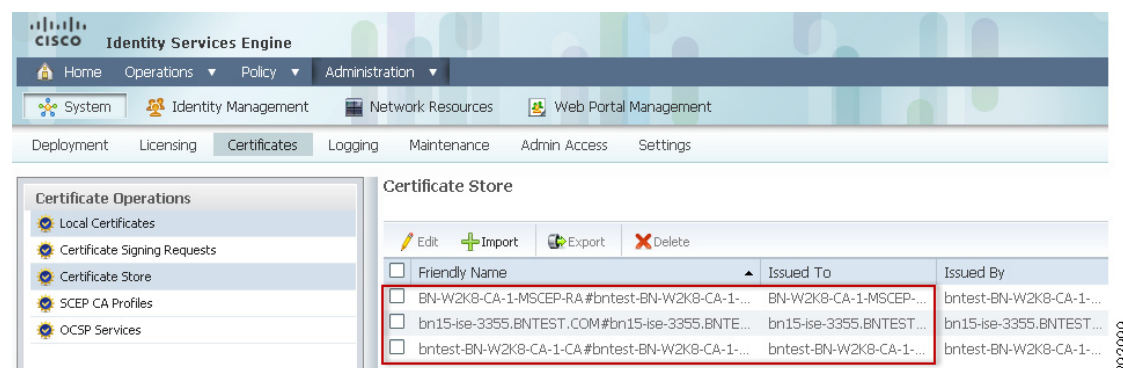 CISCO Identity Services Engine
Home Operations Policy Administration
System Identity Management Network Resources Web Portal Management
Deployment Licensing Certificates Logging Maintenance Admin Access Settings
Certificate Operations
Local Certificates
Certificate Signing Requests
Certificate Store
SCEP CA Profiles
OCSP Services
Certificate Store
Edit Import Export Delete
Friendly Name Issued To Issued By
BN-W2K8-CA-1-MSCEP-RA#bntest-BN-W2K8-CA-1-... BN-W2K8-CA-1-MSCEP-... bntest-BN-W2K8-CA-1-...
bn15-ise-3355.BNTEST.COM#bn15-ise-3355.BNTE... bn15-ise-3355.BNTEST... bn15-ise-3355.BNTEST...
bntest-BN-W2K8-CA-1-CA#bntest-BN-W2K8-CA-1-... bntest-BN-W2K8-CA-1-... bntest-BN-W2K8-CA-1-...